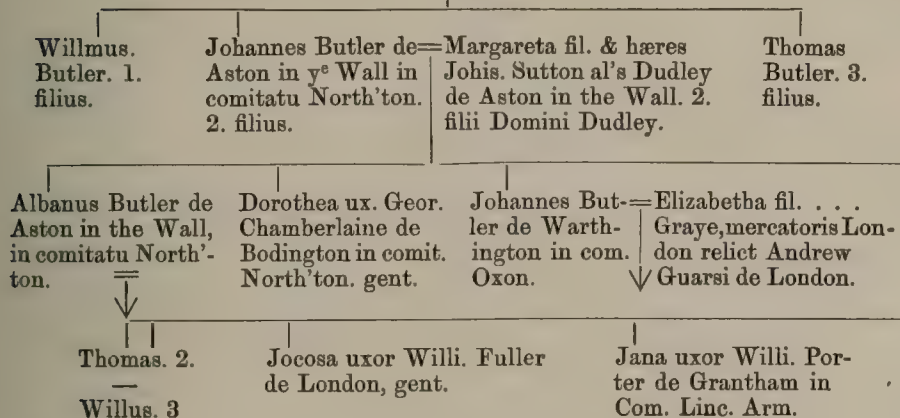 Willmus.
Butler. 1.
filius.
Johannes Butler de=
Aston in yᵉ Wall in
comitatu North'ton.
2. filius.
Margareta fil. & hæres
Johis. Sutton al's Dudley
de Aston in the Wall. 2.
filii Domini Dudley.
Thomas
Butler. 3.
filius.
Albanus Butler de
Aston in the Wall,
in comitatu North'-
ton. =
Dorothea ux. Geor.
Chamberlaine de
Bodington in comit.
North'ton. gent.
Johannes But-=
ler de Warth-
ington in com.
Oxon.
Elizabetha fil. . . .
Graye, mercatoris Lon-
don relict Andrew
Guarsi de London.
Thomas. 2.
—
Willus. 3
Jocosa uxor Willi. Fuller
de London, gent.
Jana uxor Willi. Por-
ter de Grantham in
Com. Linc. Arm.